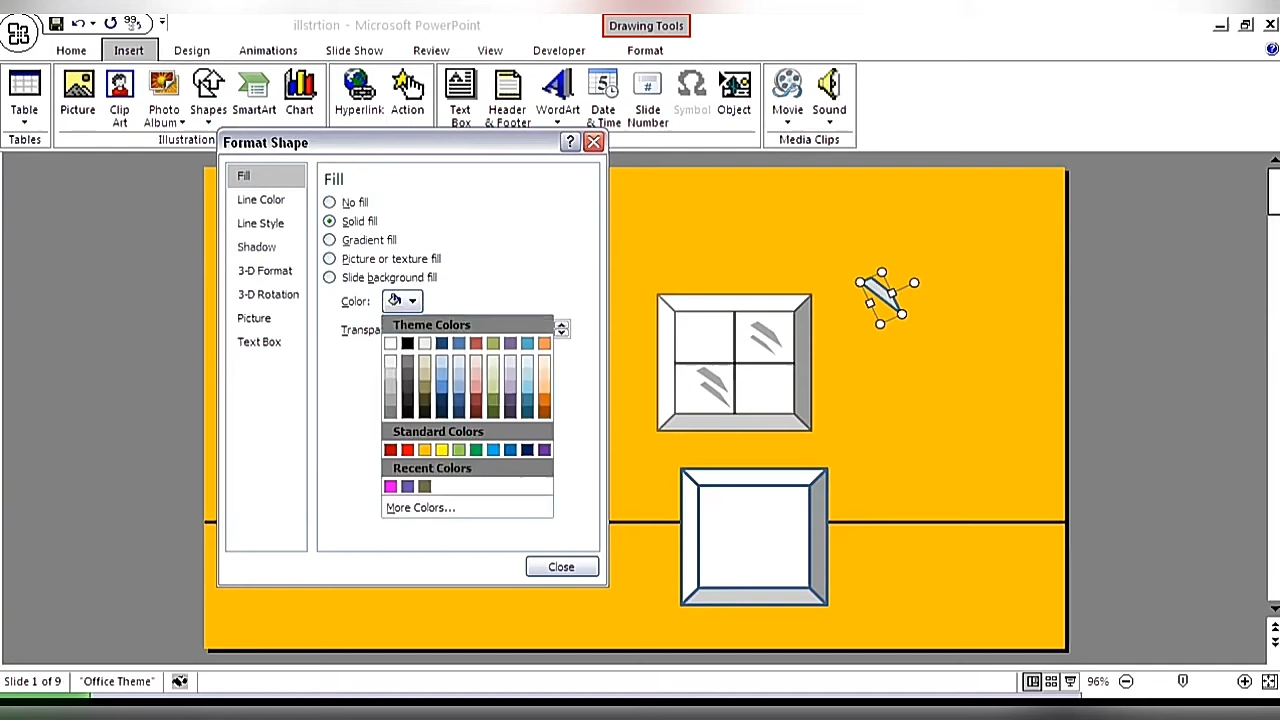 99%
illstrtion - Microsoft PowerPoint
Drawing Tools
Home Insert Design Animations Slide Show Review View Developer Format
Table
Picture
Clip Art
Photo Album
Shapes
SmartArt
Chart
Hyperlink
Action
Text Box
Header & Footer
WordArt
Date & Time
Slide Number
Symbol
Object
Movie
Sound
Tables
Illustration
Media Clips
Format Shape
Fill
Line Color
Line Style
Shadow
3-D Format
3-D Rotation
Picture
Text Box
Fill
No fill
Solid fill
Gradient fill
Picture or texture fill
Slide background fill
Color:
Transpa
Theme Colors
Standard Colors
Recent Colors
More Colors...
Close
Slide 1 of 9 "Office Theme" 96%